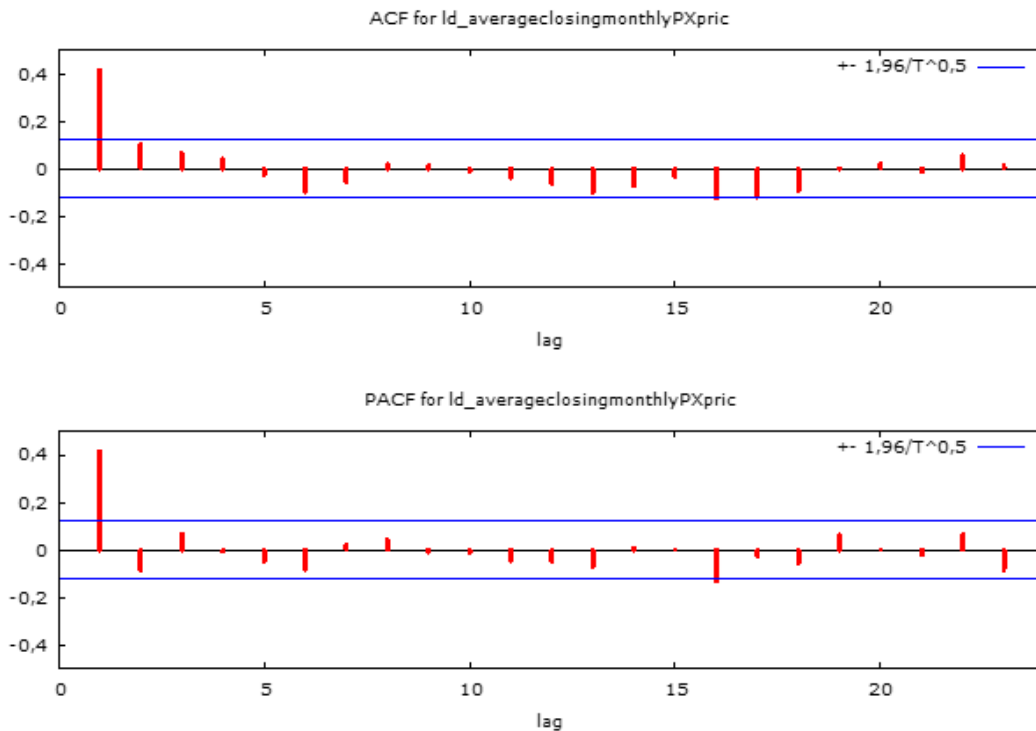 ACF for ld_averageclosingmonthlyPXpric
+- 1,96/T^0,5
0,4
0,2
0
-0,2
-0,4
0 5 10 15 20
lag
PACF for ld_averageclosingmonthlyPXpric
+- 1,96/T^0,5
0,4
0,2
0
-0,2
-0,4
0 5 10 15 20
lag